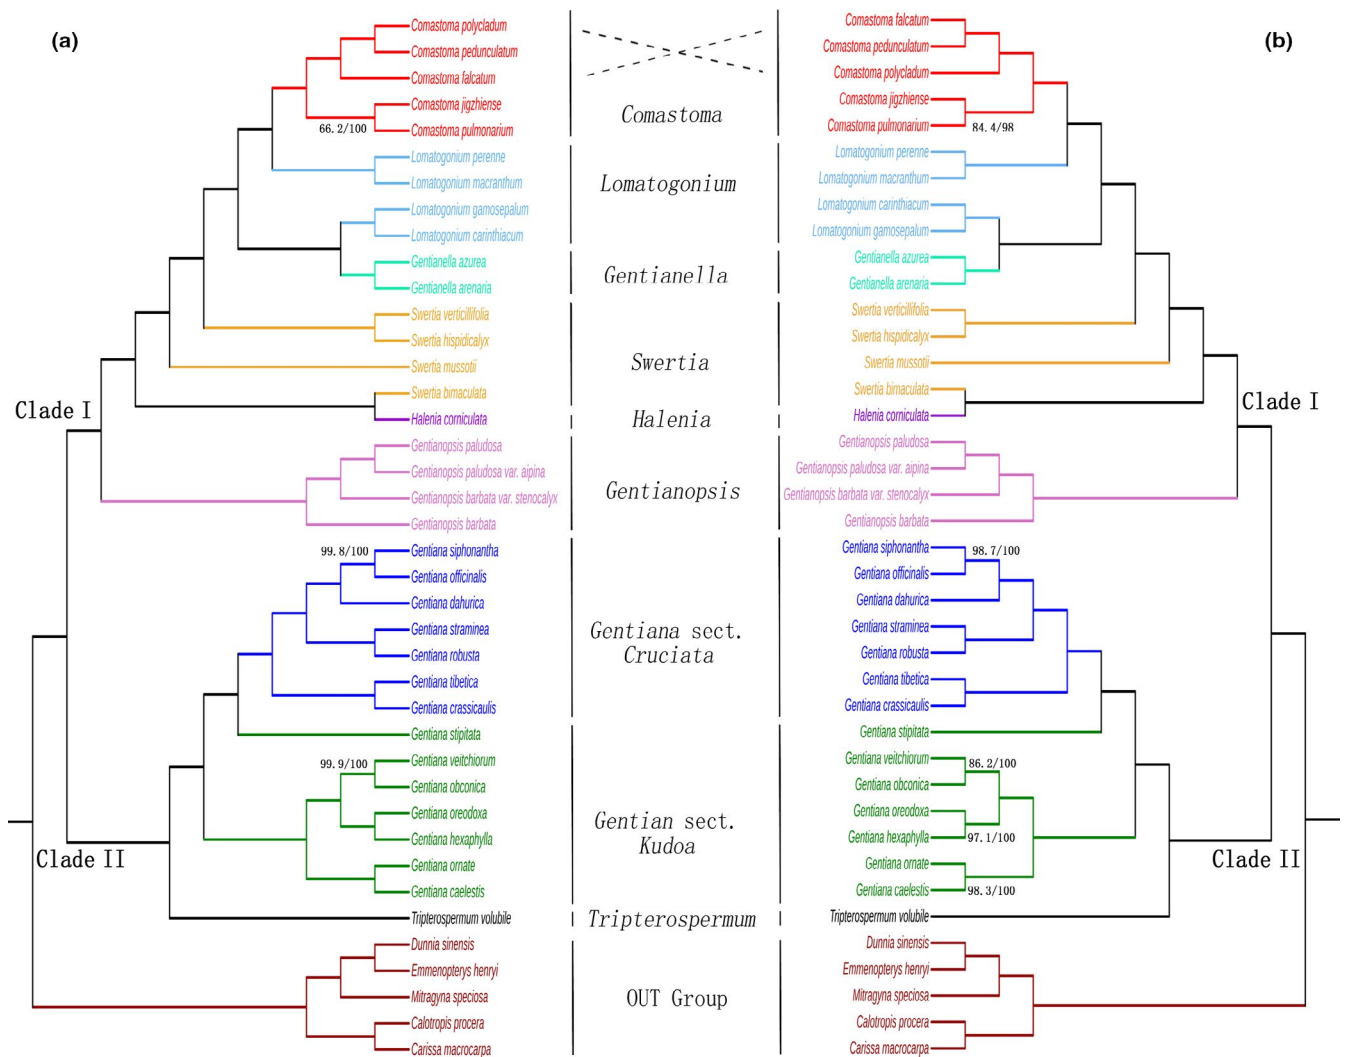 (a)
Comastoma polycladum
Comastoma pedunculatum
Comastoma falcatum
Comastoma jigzhiense
66.2/100
Comastoma pulmonarium
Lomatogonium perenne
Lomatogonium macranthum
Lomatogonium gamosepalum
Lomatogonium carinthiacum
Gentianella azurea
Gentianella arenaria
Swertia verticillifolia
Swertia hispidicalyx
Swertia mussotii
Swertia bimaculata
Halenia corniculata
Clade I
Gentianopsis paludosa
Gentianopsis paludosa var. aipina
Gentianopsis barbata var. stenocalyx
Gentianopsis barbata
99.8/100
Gentiana siphonantha
Gentiana officinalis
Gentiana dahurica
Gentiana straminea
Gentiana robusta
Gentiana tibetica
Gentiana crassicaulis
Gentiana stipitata
99.9/100
Gentiana veitchiorum
Gentiana obconica
Gentiana oreodoxa
Gentiana hexaphylla
Clade II
Gentiana ornate
Gentiana caelestis
Tripterospermum volubile
Dunnia sinensis
Emmenopterys henryi
Mitragyna speciosa
Calotropis procera
Carissa macrocarpa
Comastoma
Lomatogonium
Gentianella
Swertia
Halenia
Gentianopsis
Gentiana sect.
Cruciata
Gentian sect.
Kudoa
Tripterospermum
OUT Group
(b)
Comastoma falcatum
Comastoma pedunculatum
Comastoma polycladum
Comastoma jigzhiense
Comastoma pulmonarium
84.4/98
Lomatogonium perenne
Lomatogonium macranthum
Lomatogonium carinthiacum
Lomatogonium gamosepalum
Gentianella azurea
Gentianella arenaria
Swertia verticillifolia
Swertia hispidicalyx
Swertia mussotii
Swertia bimaculata
Halenia corniculata
Clade I
Gentianopsis paludosa
Gentianopsis paludosa var. aipina
Gentianopsis barbata var. stenocalyx
Gentianopsis barbata
Gentiana siphonantha
98.7/100
Gentiana officinalis
Gentiana dahurica
Gentiana straminea
Gentiana robusta
Gentiana tibetica
Gentiana crassicaulis
Gentiana stipitata
Gentiana veitchiorum
86.2/100
Gentiana obconica
Gentiana oreodoxa
Gentiana hexaphylla
97.1/100
Clade II
Gentiana ornate
Gentiana caelestis
98.3/100
Tripterospermum volubile
Dunnia sinensis
Emmenopterys henryi
Mitragyna speciosa
Calotropis procera
Carissa macrocarpa